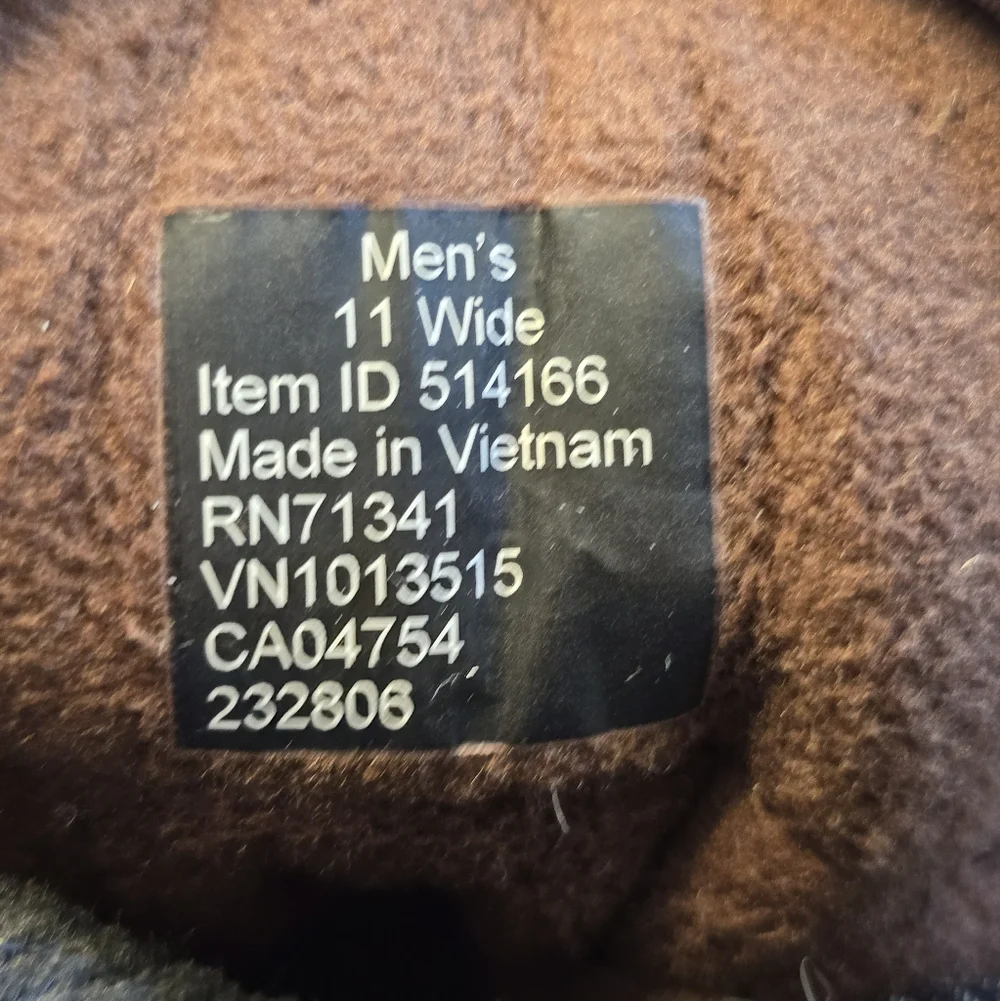 Men's
11 Wide
Item ID 514166
Made in Vietnam
RN71341
VN1013515
CA04754
232806